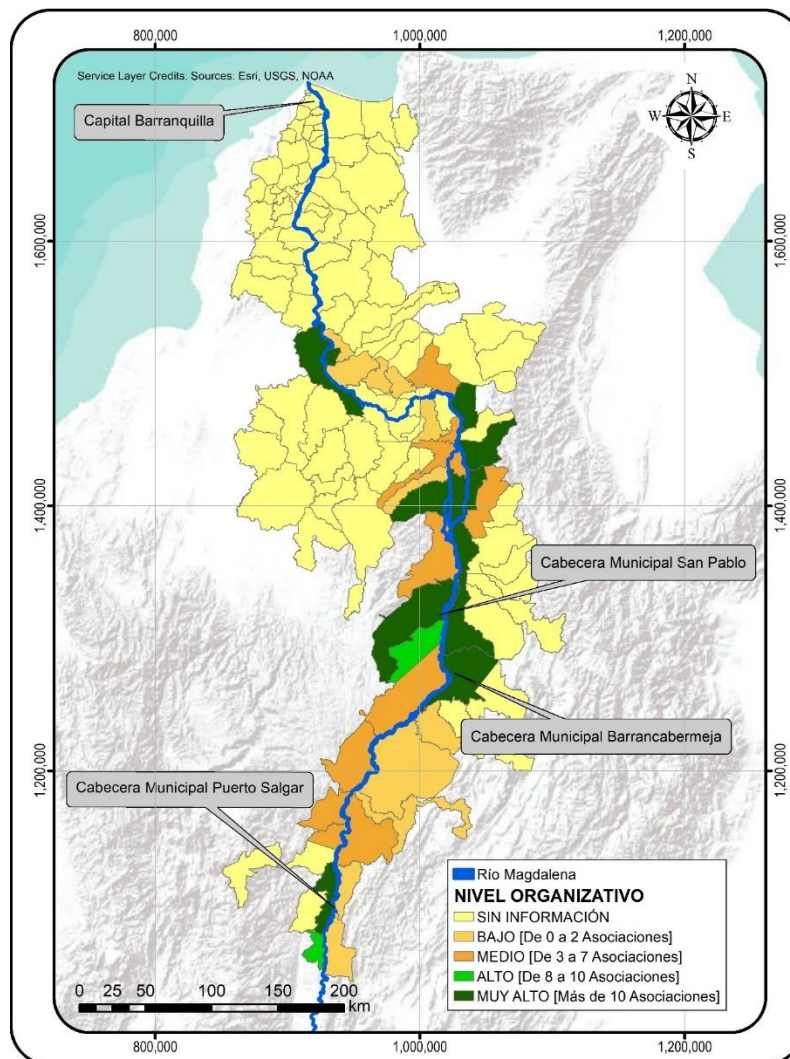 800,000 1,000,000 1,200,000
Service Layer Credits: Sources: Esri, USGS, NOAA
Capital Barranquilla
N
W E
S
1,600,000 1,600,000
1,400,000 1,400,000
Cabecera Municipal San Pablo
Cabecera Municipal Barrancabermeja
1,200,000 1,200,000
Cabecera Municipal Puerto Salgar
Río Magdalena
NIVEL ORGANIZATIVO
SIN INFORMACIÓN
BAJO [De 0 a 2 Asociaciones]
MEDIO [De 3 a 7 Asociaciones]
ALTO [De 8 a 10 Asociaciones]
MUY ALTO [Más de 10 Asociaciones]
0 25 50 100 150 200
km
800,000 1,000,000 1,200,000